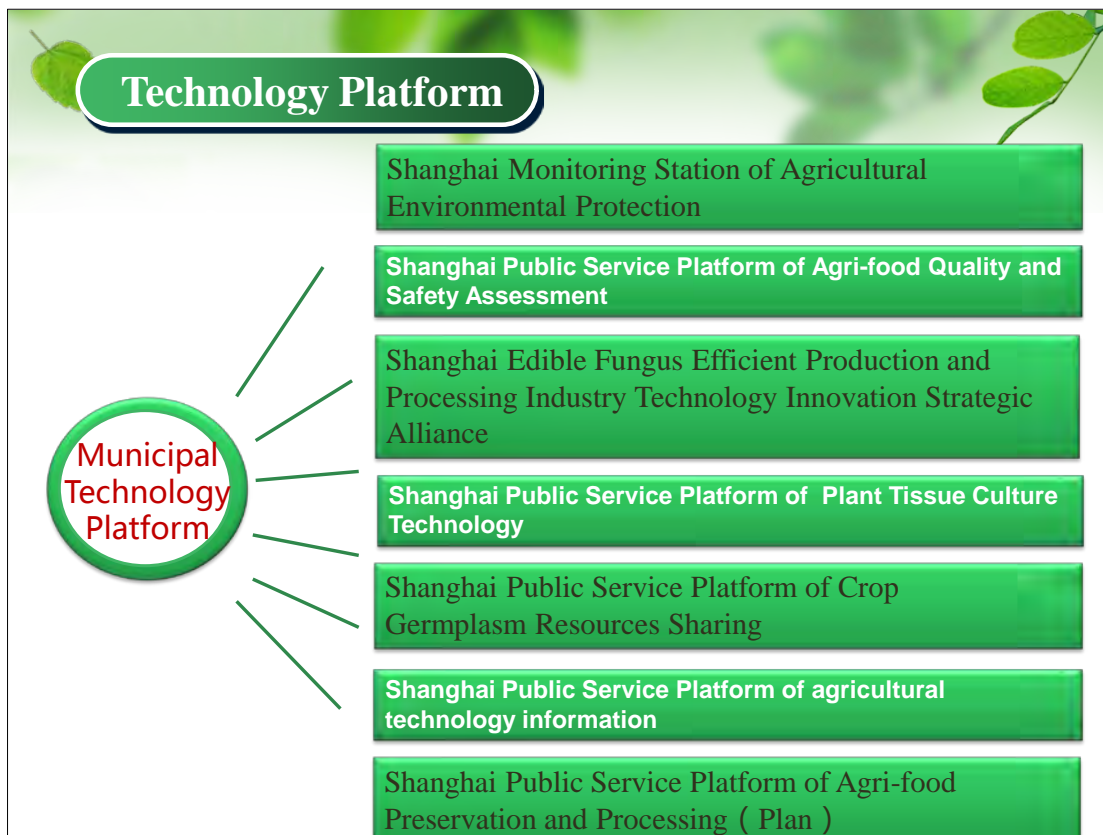 Technology Platform
Shanghai Monitoring Station of Agricultural
Environmental Protection
Shanghai Public Service Platform of Agri-food Quality and
Safety Assessment
Shanghai Edible Fungus Efficient Production and
Processing Industry Technology Innovation Strategic
Alliance
Municipal
Technology
Platform
Shanghai Public Service Platform of  Plant Tissue Culture
Technology
Shanghai Public Service Platform of Crop
Germplasm Resources Sharing
Shanghai Public Service Platform of agricultural
technology information
Shanghai Public Service Platform of Agri-food
Preservation and Processing（Plan）